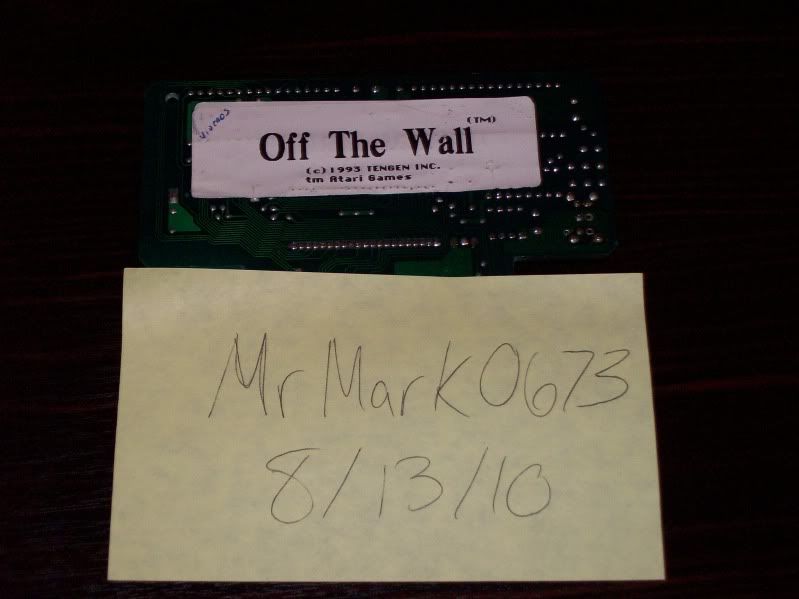 Off The Wall (TM)
(c)1993 TENGEN INC.
tm Atari Games
MrMark0673
8/13/10